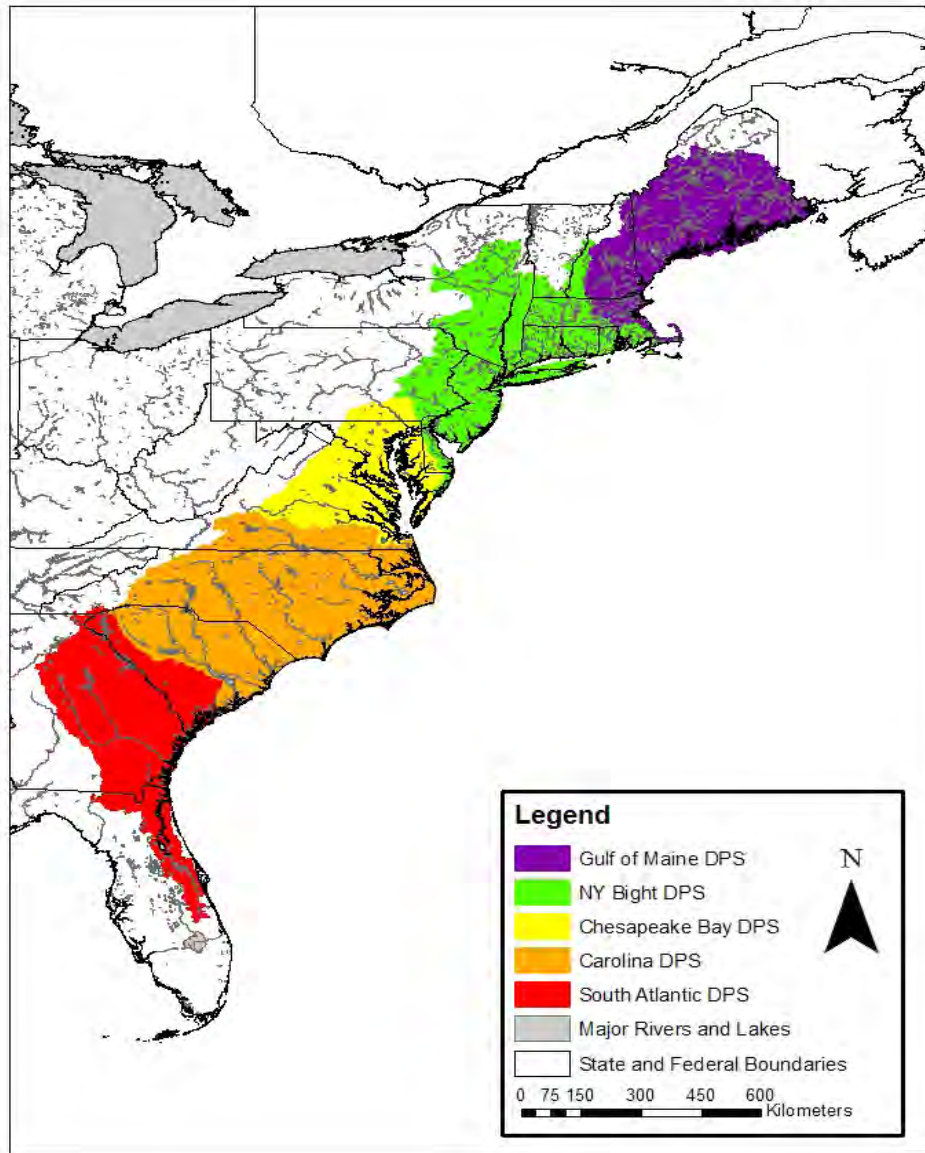 Legend
Gulf of Maine DPS
NY Bight DPS
Chesapeake Bay DPS
Carolina DPS
South Atlantic DPS
Major Rivers and Lakes
State and Federal Boundaries
N
0 75 150 300 450 600
Kilometers